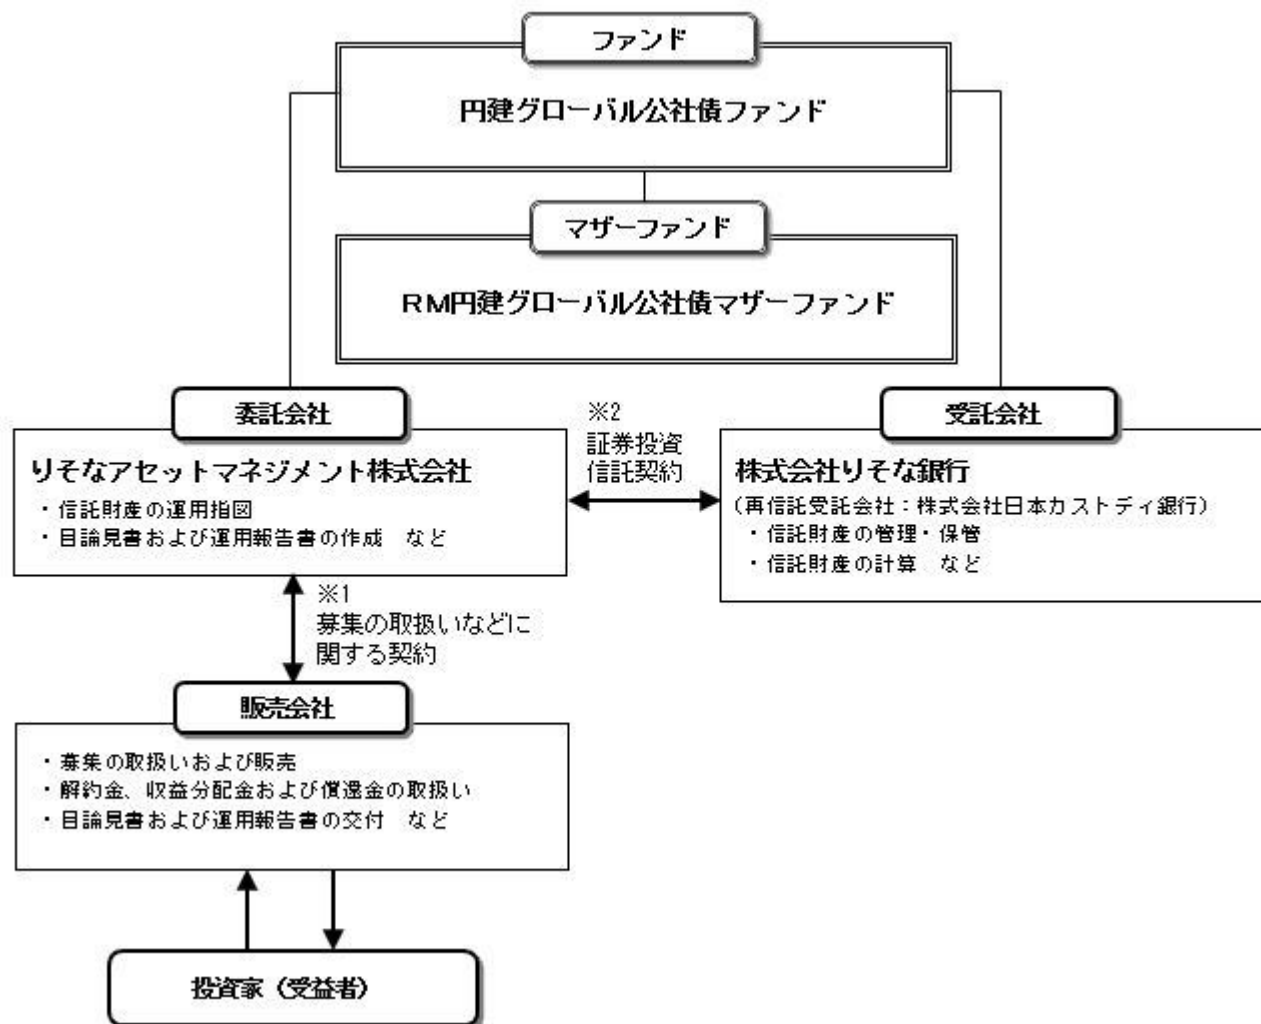 ファンド
円建グローバル公社債ファンド
マザーファンド
RM円建グローバル公社債マザーファンド
委託会社
りそなアセットマネジメント株式会社
・信託財産の運用指図
・目論見書および運用報告書の作成 など
※2
証券投資
信託契約
受託会社
株式会社りそな銀行
(再信託受託会社:株式会社日本カストディ銀行)
・信託財産の管理・保管
・信託財産の計算 など
※1
募集の取扱いなどに
関する契約
販売会社
・募集の取扱いおよび販売
・解約金、収益分配金および償還金の取扱い
・目論見書および運用報告書の交付 など
投資家(受益者)